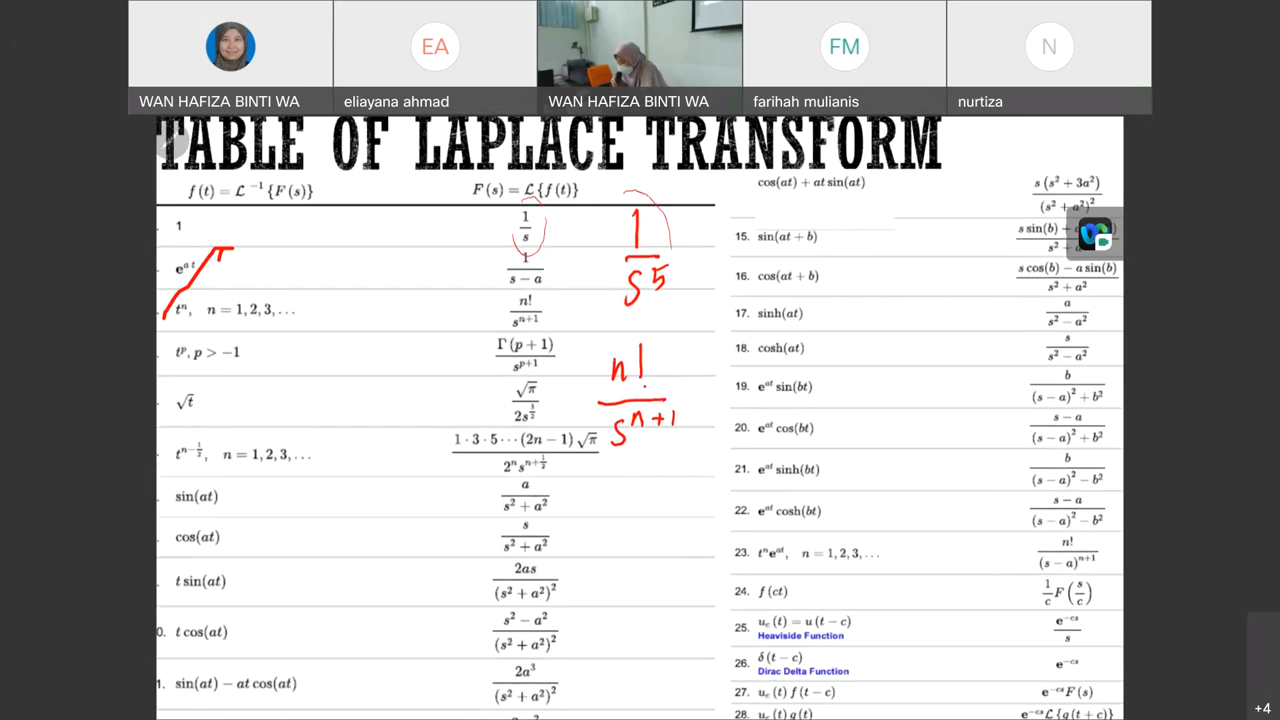 EA
FM
N
WAN HAFIZA BINTI WA
eliayana ahmad
WAN HAFIZA BINTI WA
farihah mulianis
nurtiza
TABLE OF LAPLACE TRANSFORM
f(t) = ℒ⁻¹{F(s)} F(s) = ℒ{f(t)}
1 1/s
e^{at} 1/(s − a)
tⁿ, n = 1, 2, 3, … n!/s^{n+1}
t^p, p > −1 Γ(p + 1)/s^{p+1}
√t √π/(2s^{3/2})
t^{n−1/2}, n = 1, 2, 3, … 1·3·5⋯(2n − 1)√π/(2ⁿs^{n+1/2})
sin(at) a/(s² + a²)
cos(at) s/(s² + a²)
t sin(at) 2as/(s² + a²)²
0. t cos(at) (s² − a²)/(s² + a²)²
1. sin(at) − at cos(at) 2a³/(s² + a²)²
1/s⁵
n!/s^{n+1}
cos(at) + at sin(at) s(s² + 3a²)/(s² + a²)²
15. sin(at + b) s sin(b) +
16. cos(at + b) (s cos(b) − a sin(b))/(s² + a²)
17. sinh(at) a/(s² − a²)
18. cosh(at) s/(s² − a²)
19. e^{at} sin(bt) b/((s − a)² + b²)
20. e^{at} cos(bt) (s − a)/((s − a)² + b²)
21. e^{at} sinh(bt) b/((s − a)² − b²)
22. e^{at} cosh(bt) (s − a)/((s − a)² − b²)
23. tⁿe^{at}, n = 1, 2, 3, … n!/(s − a)^{n+1}
24. f(ct) (1/c)F(s/c)
25. u_c(t) = u(t − c) e^{−cs}/s
Heaviside Function
26. δ(t − c) e^{−cs}
Dirac Delta Function
27. u_c(t) f(t − c) e^{−cs}F(s)
28. u_c(t) g(t) e^{−cs}ℒ{g(t + c)}
+4